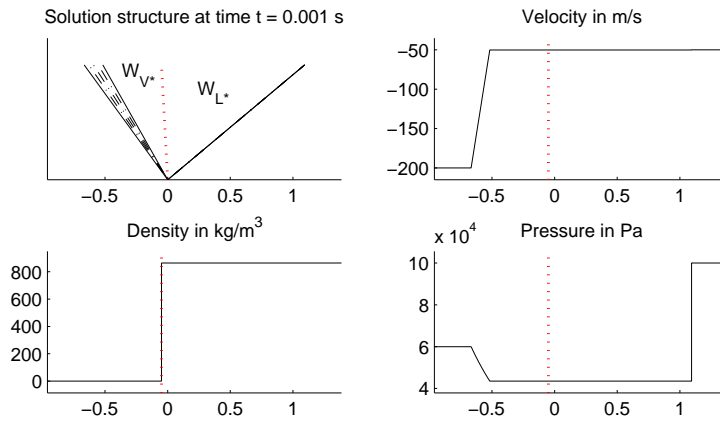 Solution structure at time t = 0.001 s
W_V*
W_L*
−0.5 0 0.5 1
Velocity in m/s
−50
−100
−150
−200
−0.5 0 0.5 1
Density in kg/m^3
800
600
400
200
0
−0.5 0 0.5 1
Pressure in Pa
x 10^4
10
8
6
4
−0.5 0 0.5 1